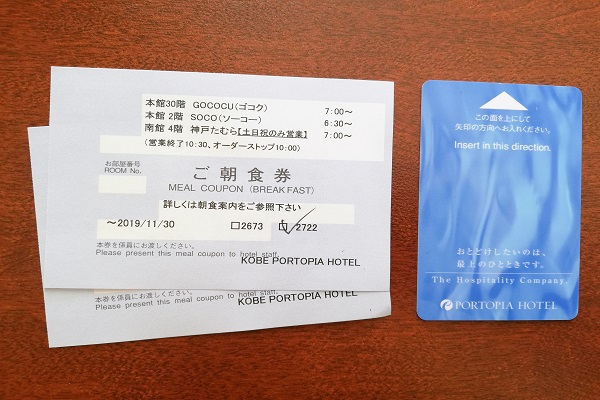 本館30階 GOCOCU(ゴコク) 7:00~
本館 2階 SOCO(ソーコー) 6:30~
南館 4階 神戸たむら【土日祝のみ営業】 7:00~
(営業終了10:30、オーダーストップ10:00)
お部屋番号
ROOM No.
ご朝食券
MEAL COUPON (BREAKFAST)
詳しくは朝食案内をご参照下さい
~2019/11/30 □2673 □2722
本券を係員にお渡しください。
Please present this meal coupon to hotel staff.
KOBE PORTOPIA HOTEL
本券を係員にお渡しください。
Please present this meal coupon to hotel staff.
KOBE PORTOPIA HOTEL
この面を上にして
矢印の方向へお入れください。
Insert in this direction.
おとどけしたいのは、
最上のひとときです。
The Hospitality Company.
PORTOPIA HOTEL